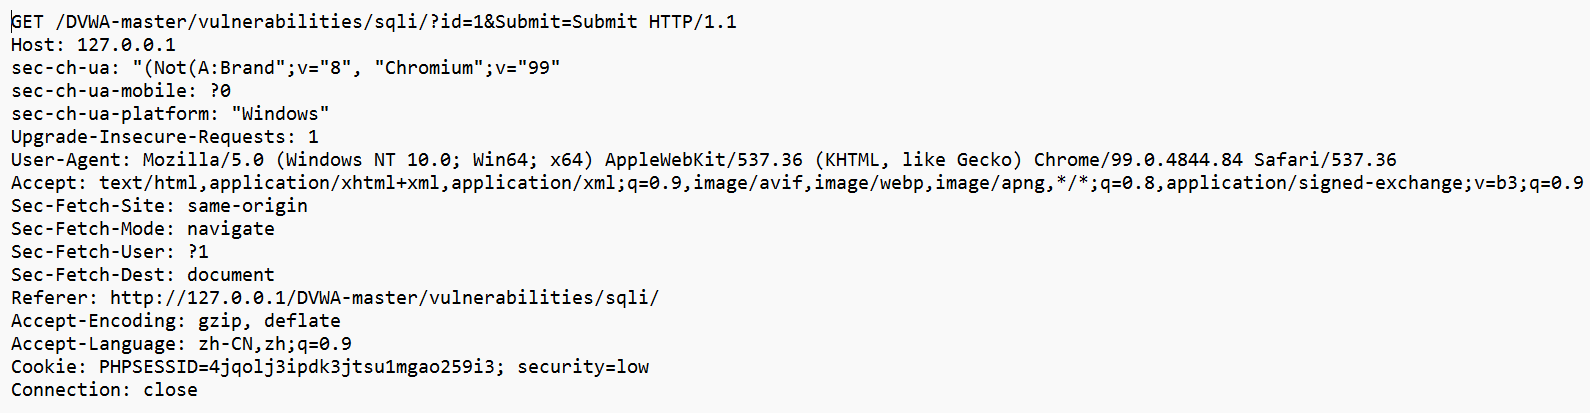 GET /DVWA-master/vulnerabilities/sqli/?id=1&Submit=Submit HTTP/1.1
Host: 127.0.0.1
sec-ch-ua: "(Not(A:Brand";v="8", "Chromium";v="99"
sec-ch-ua-mobile: ?0
sec-ch-ua-platform: "Windows"
Upgrade-Insecure-Requests: 1
User-Agent: Mozilla/5.0 (Windows NT 10.0; Win64; x64) AppleWebKit/537.36 (KHTML, like Gecko) Chrome/99.0.4844.84 Safari/537.36
Accept: text/html,application/xhtml+xml,application/xml;q=0.9,image/avif,image/webp,image/apng,*/*;q=0.8,application/signed-exchange;v=b3;q=0.9
Sec-Fetch-Site: same-origin
Sec-Fetch-Mode: navigate
Sec-Fetch-User: ?1
Sec-Fetch-Dest: document
Referer: http://127.0.0.1/DVWA-master/vulnerabilities/sqli/
Accept-Encoding: gzip, deflate
Accept-Language: zh-CN,zh;q=0.9
Cookie: PHPSESSID=4jqolj3ipdk3jtsu1mgao259i3; security=low
Connection: close